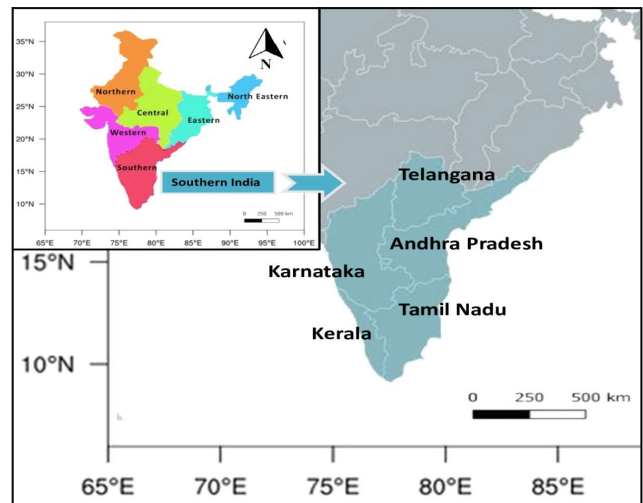 35°N
30°N
25°N
20°N
15°N
10°N
N
Northern
North Eastern
Central
Eastern
Western
Southern
0 250 500 km
65°E 70°E 75°E 80°E 85°E 90°E 95°E 100°E
Southern India
Telangana
Andhra Pradesh
15°N
Karnataka
Tamil Nadu
Kerala
10°N
0 250 500 km
65°E 70°E 75°E 80°E 85°E